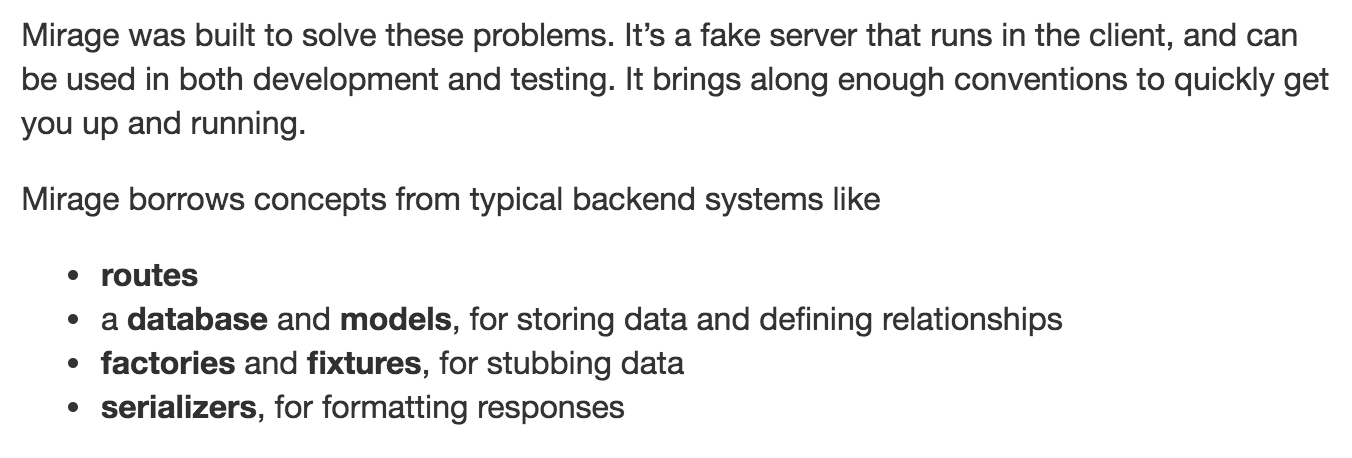 Mirage was built to solve these problems. It’s a fake server that runs in the client, and can
be used in both development and testing. It brings along enough conventions to quickly get
you up and running.
Mirage borrows concepts from typical backend systems like
• routes
• a database and models, for storing data and defining relationships
• factories and fixtures, for stubbing data
• serializers, for formatting responses